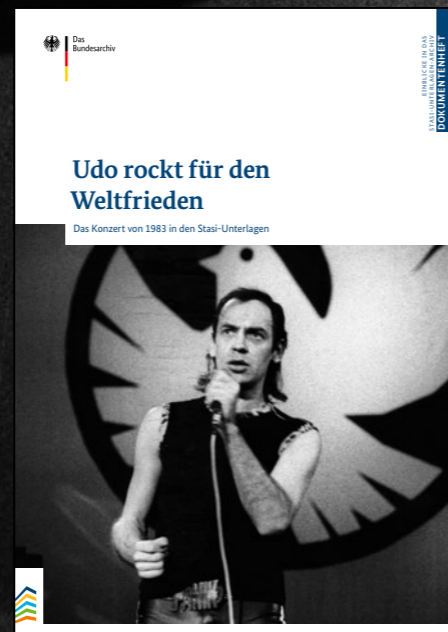 Das
Bundesarchiv
EINBLICKE IN DAS
STASI-UNTERLAGEN-ARCHIV
DOKUMENTENHEFT
Udo rockt für den
Weltfrieden
Das Konzert von 1983 in den Stasi-Unterlagen